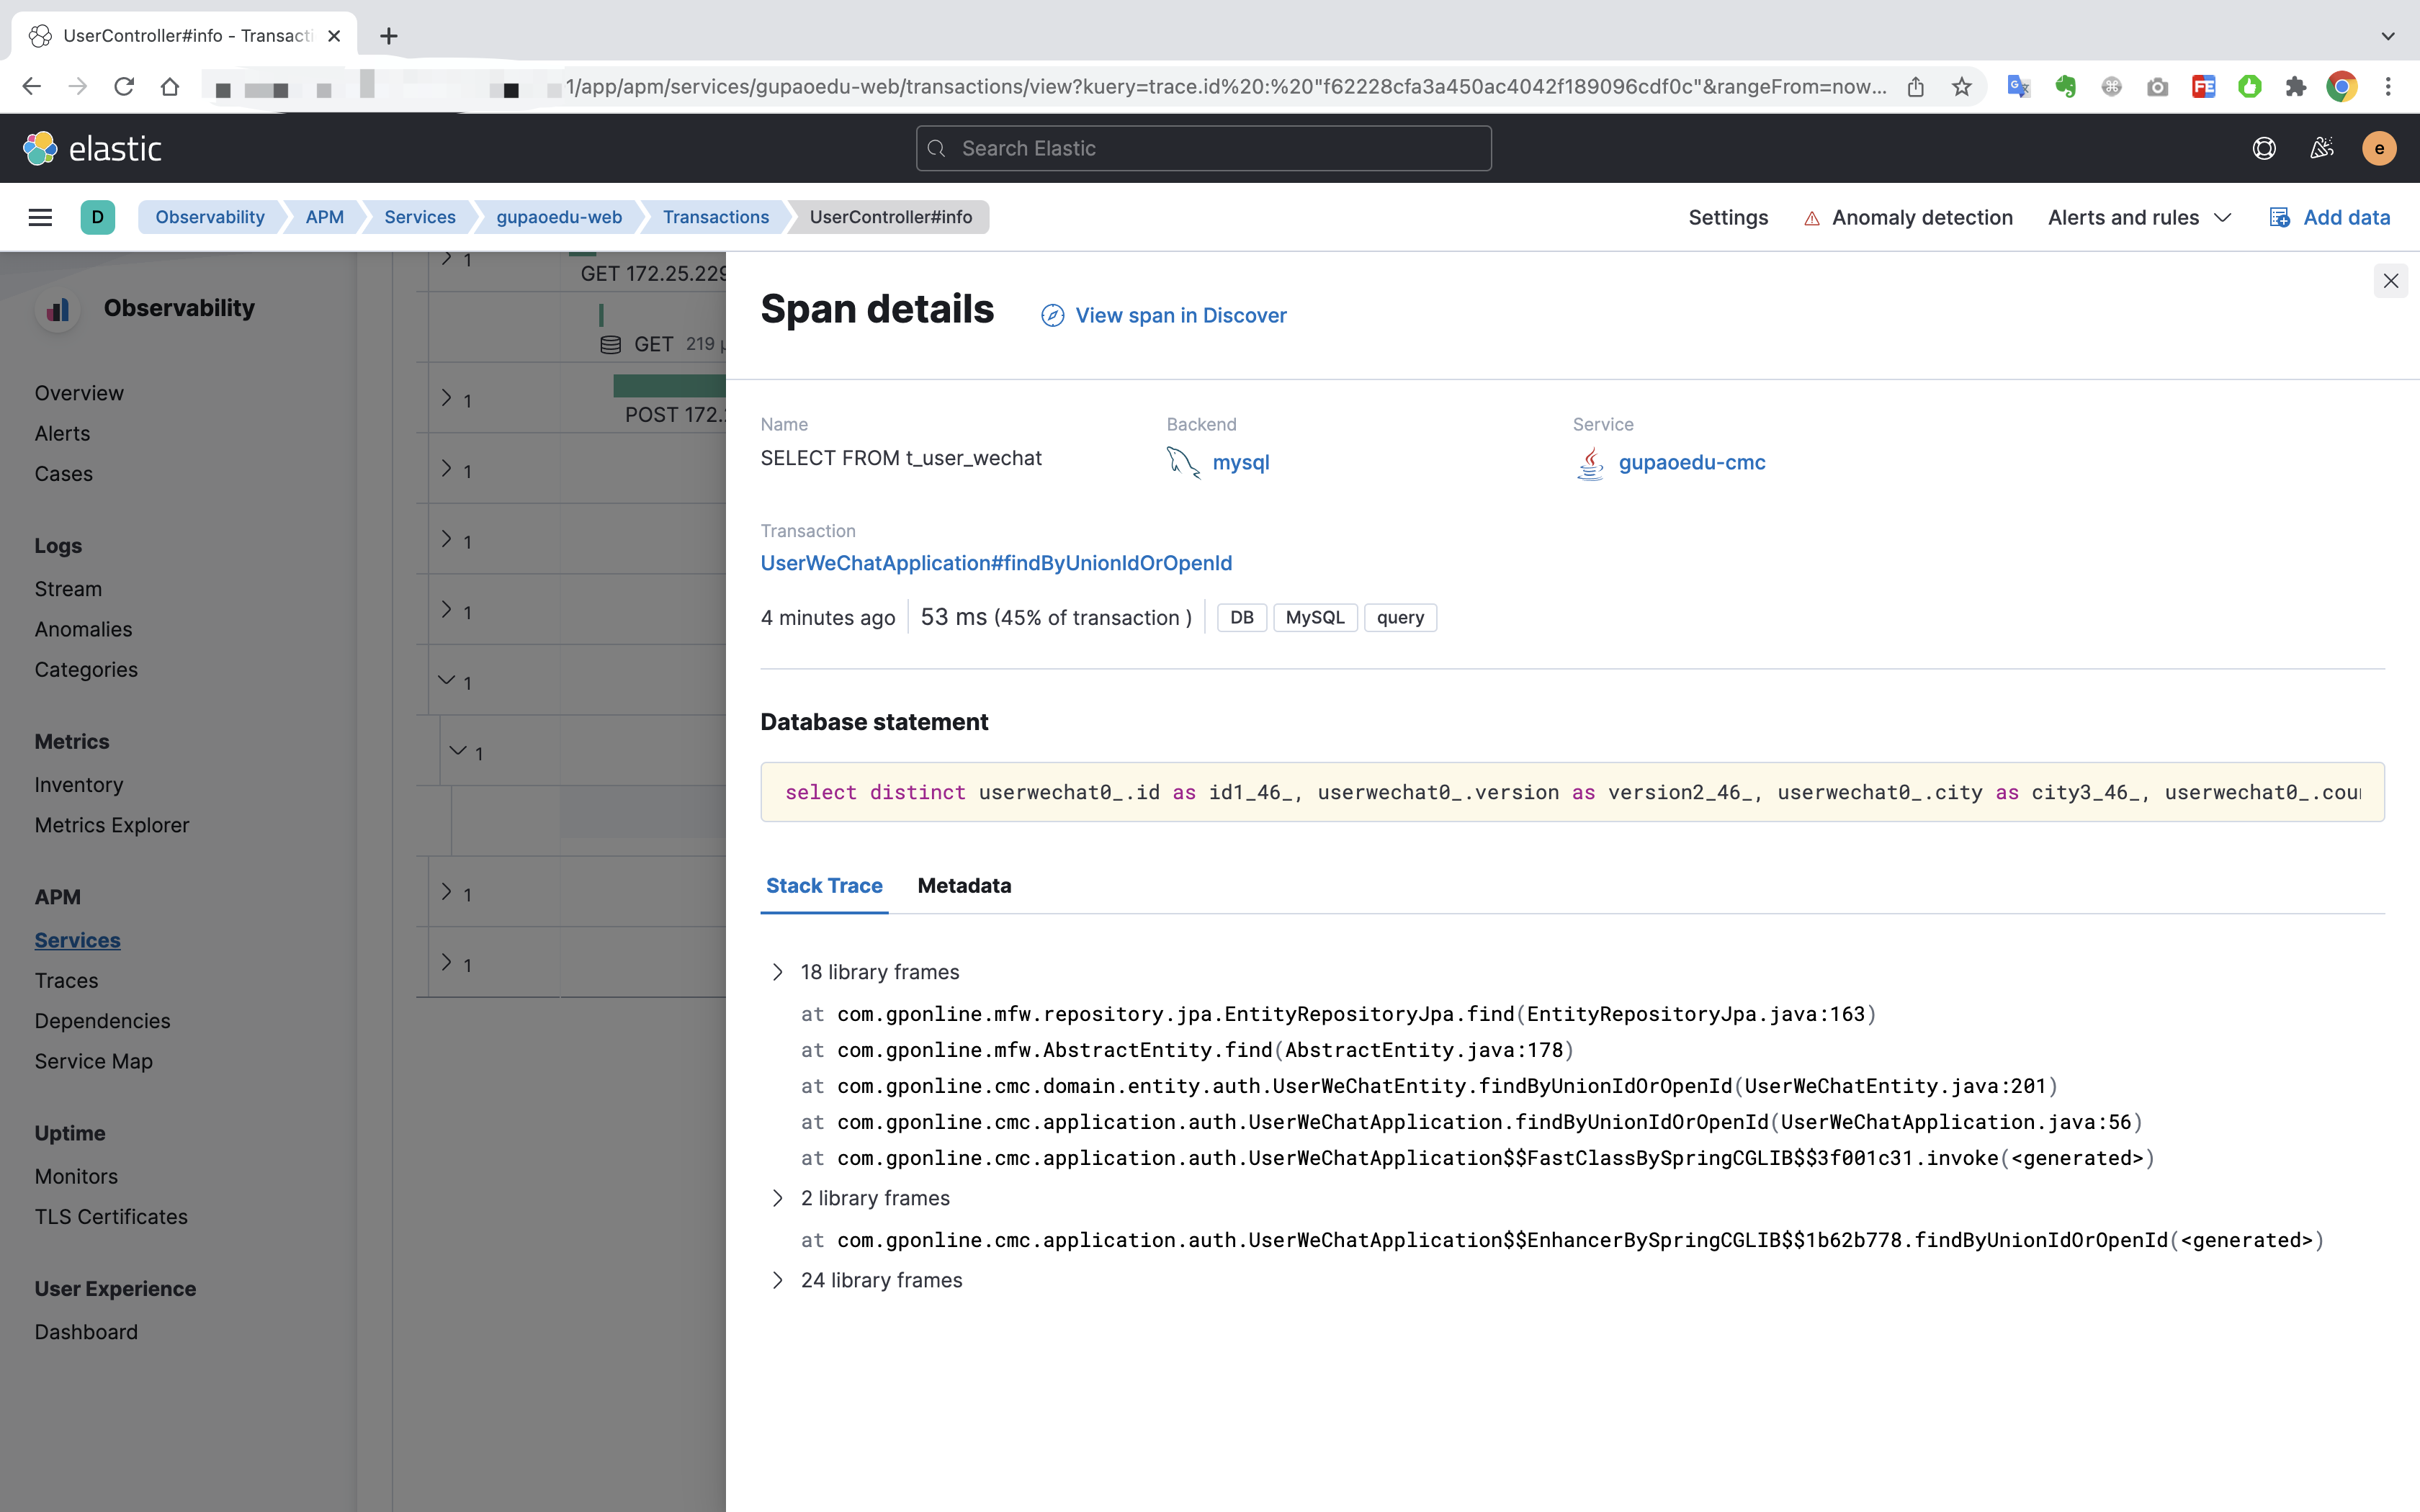 UserController#info - Transacti
1/app/apm/services/gupaoedu-web/transactions/view?kuery=trace.id%20:%20"f62228cfa3a450ac4042f189096cdf0c"&rangeFrom=now...
elastic
Search Elastic
e
D
Observability
APM
Services
gupaoedu-web
Transactions
UserController#info
Settings
Anomaly detection
Alerts and rules
Add data
Observability
Overview
Alerts
Cases
Logs
Stream
Anomalies
Categories
Metrics
Inventory
Metrics Explorer
APM
Services
Traces
Dependencies
Service Map
Uptime
Monitors
TLS Certificates
User Experience
Dashboard
1
GET 172.25.229
GET 219 μ
1
POST 172.
1
1
1
1
1
1
1
Span details
View span in Discover
Name
SELECT FROM t_user_wechat
Backend
mysql
Service
gupaoedu-cmc
Transaction
UserWeChatApplication#findByUnionIdOrOpenId
4 minutes ago
53 ms (45% of transaction )
DB
MySQL
query
Database statement
select distinct userwechat0_.id as id1_46_, userwechat0_.version as version2_46_, userwechat0_.city as city3_46_, userwechat0_.cou
Stack Trace
Metadata
18 library frames
at com.gponline.mfw.repository.jpa.EntityRepositoryJpa.find(EntityRepositoryJpa.java:163)
at com.gponline.mfw.AbstractEntity.find(AbstractEntity.java:178)
at com.gponline.cmc.domain.entity.auth.UserWeChatEntity.findByUnionIdOrOpenId(UserWeChatEntity.java:201)
at com.gponline.cmc.application.auth.UserWeChatApplication.findByUnionIdOrOpenId(UserWeChatApplication.java:56)
at com.gponline.cmc.application.auth.UserWeChatApplication$$FastClassBySpringCGLIB$$3f001c31.invoke(<generated>)
2 library frames
at com.gponline.cmc.application.auth.UserWeChatApplication$$EnhancerBySpringCGLIB$$1b62b778.findByUnionIdOrOpenId(<generated>)
24 library frames